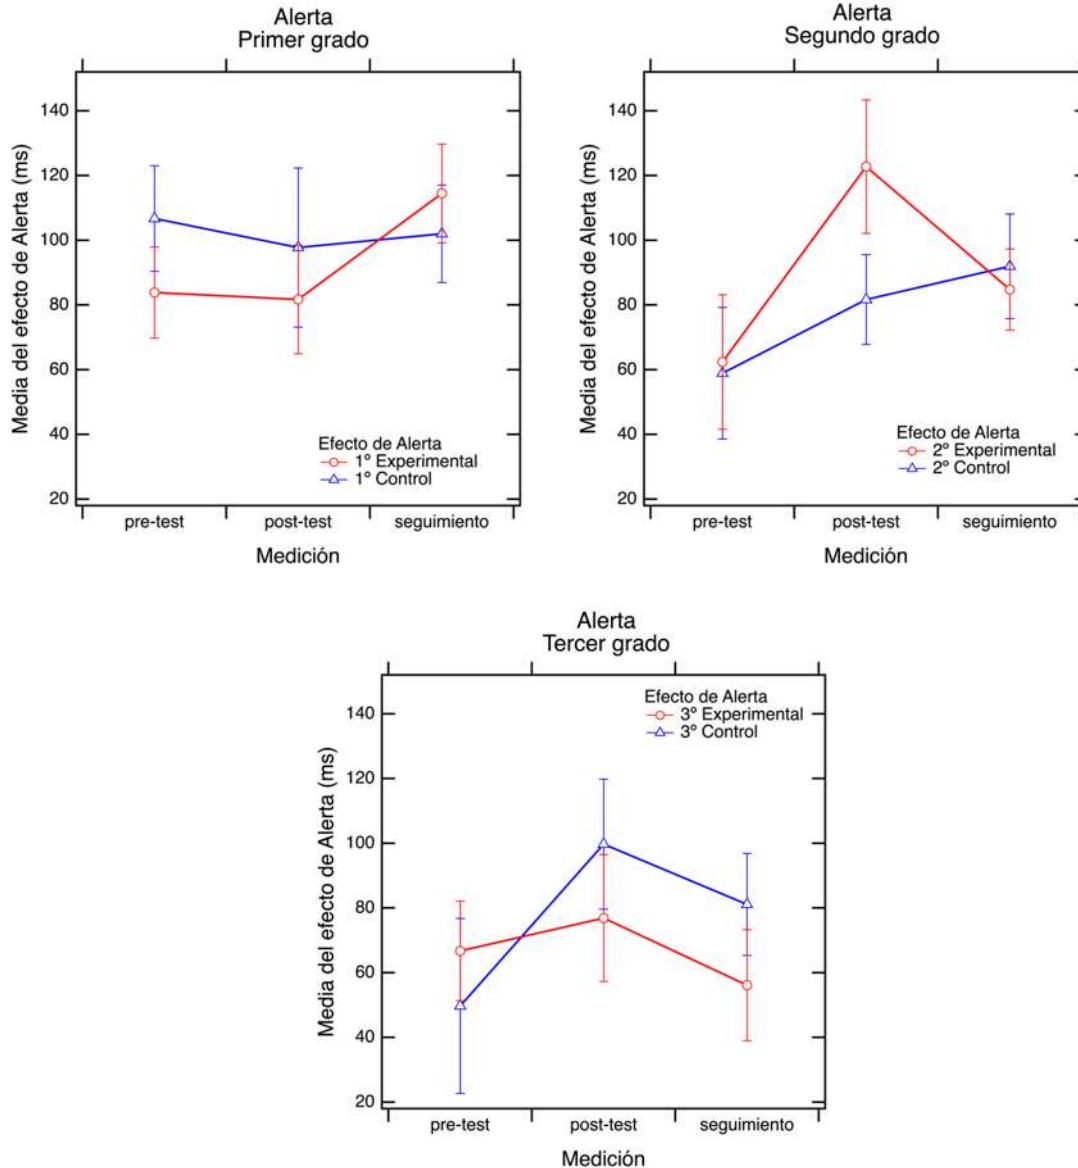 Alerta
Primer grado
Media del efecto de Alerta (ms)
140
120
100
80
60
40
20
Efecto de Alerta
1º Experimental
1º Control
pre-test post-test seguimiento
Medición
Alerta
Segundo grado
Media del efecto de Alerta (ms)
140
120
100
80
60
40
20
Efecto de Alerta
2º Experimental
2º Control
pre-test post-test seguimiento
Medición
Alerta
Tercer grado
Media del efecto de Alerta (ms)
Efecto de Alerta
3º Experimental
3º Control
140
120
100
80
60
40
20
pre-test post-test seguimiento
Medición